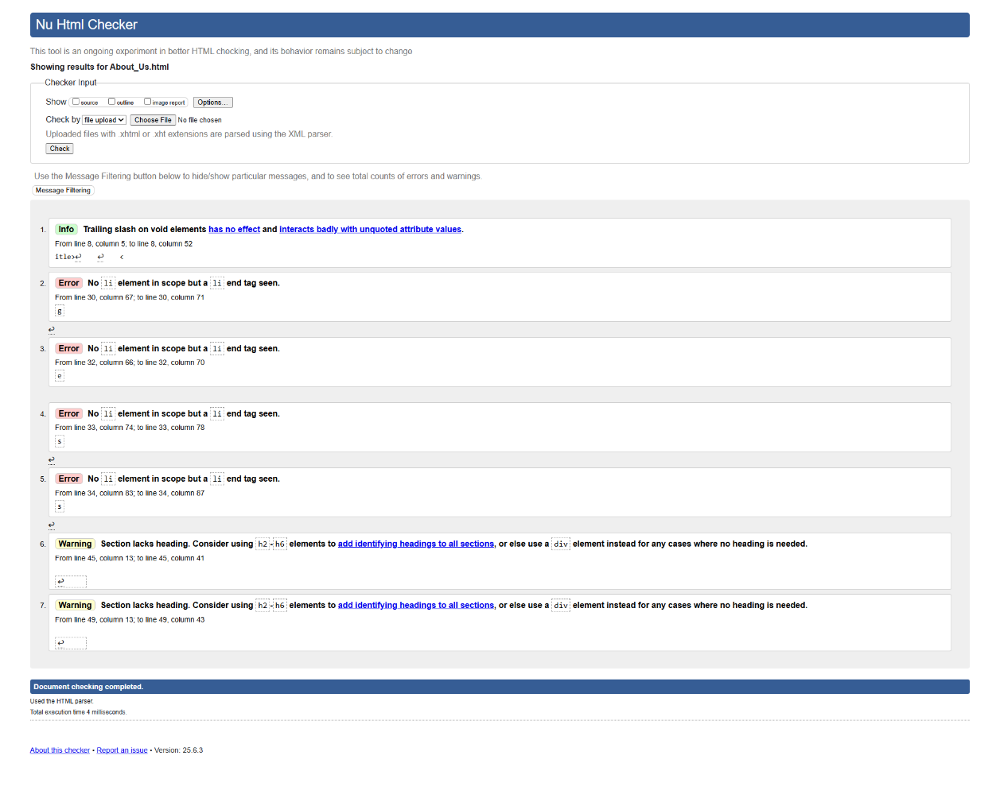 Nu Html Checker
This tool is an ongoing experiment in better HTML checking, and its behavior remains subject to change
Showing results for About_Us.html
Checker Input
Show source outline image report Options...
Check by file upload Choose File No file chosen
Uploaded files with .xhtml or .xht extensions are parsed using the XML parser.
Check
Use the Message Filtering button below to hide/show particular messages, and to see total counts of errors and warnings.
Message Filtering
1. Info Trailing slash on void elements has no effect and interacts badly with unquoted attribute values.
From line 8, column 5; to line 8, column 52
itle>↩ ↩ <
2. Error No li element in scope but a li end tag seen.
From line 30, column 67; to line 30, column 71
g
↩
3. Error No li element in scope but a li end tag seen.
From line 32, column 66; to line 32, column 70
e
4. Error No li element in scope but a li end tag seen.
From line 33, column 74; to line 33, column 78
s
↩
5. Error No li element in scope but a li end tag seen.
From line 34, column 83; to line 34, column 87
s
↩
6. Warning Section lacks heading. Consider using h2-h6 elements to add identifying headings to all sections, or else use a div element instead for any cases where no heading is needed.
From line 45, column 13; to line 45, column 41
↩
7. Warning Section lacks heading. Consider using h2-h6 elements to add identifying headings to all sections, or else use a div element instead for any cases where no heading is needed.
From line 49, column 13; to line 49, column 43
↩
Document checking completed.
Used the HTML parser.
Total execution time 4 milliseconds.
About this checker • Report an issue • Version: 25.6.3